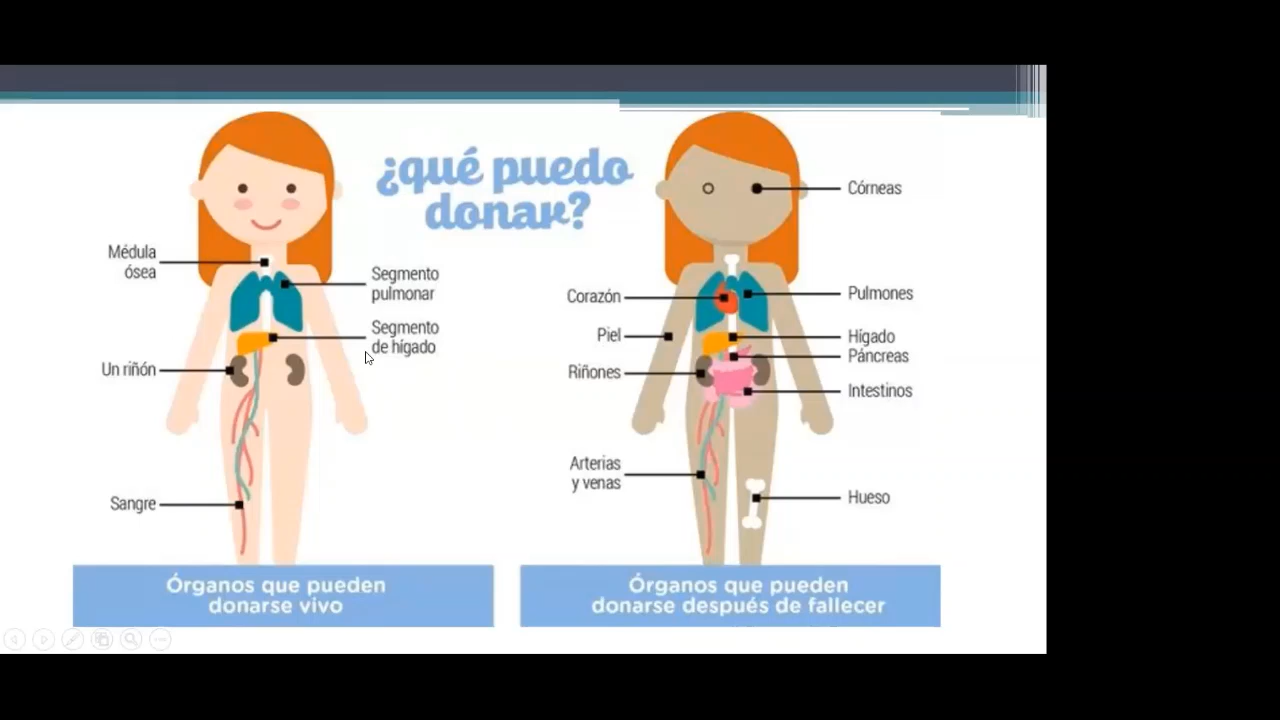 ¿qué puedo
donar?
Médula
ósea
Segmento
pulmonar
Segmento
de hígado
Un riñón
Sangre
Órganos que pueden
donarse vivo
Córneas
Corazón
Pulmones
Piel
Hígado
Páncreas
Riñones
Intestinos
Arterias
y venas
Hueso
Órganos que pueden
donarse después de fallecer